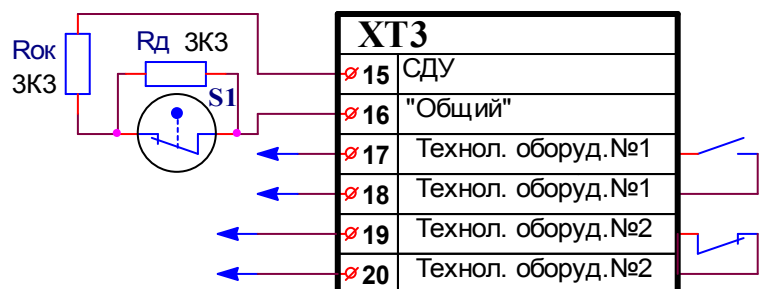 XT3
Rок
3К3
Rд 3К3
S1
15 СДУ
16 "Общий"
17 Технол. оборуд.№1
18 Технол. оборуд.№1
19 Технол. оборуд.№2
20 Технол. оборуд.№2